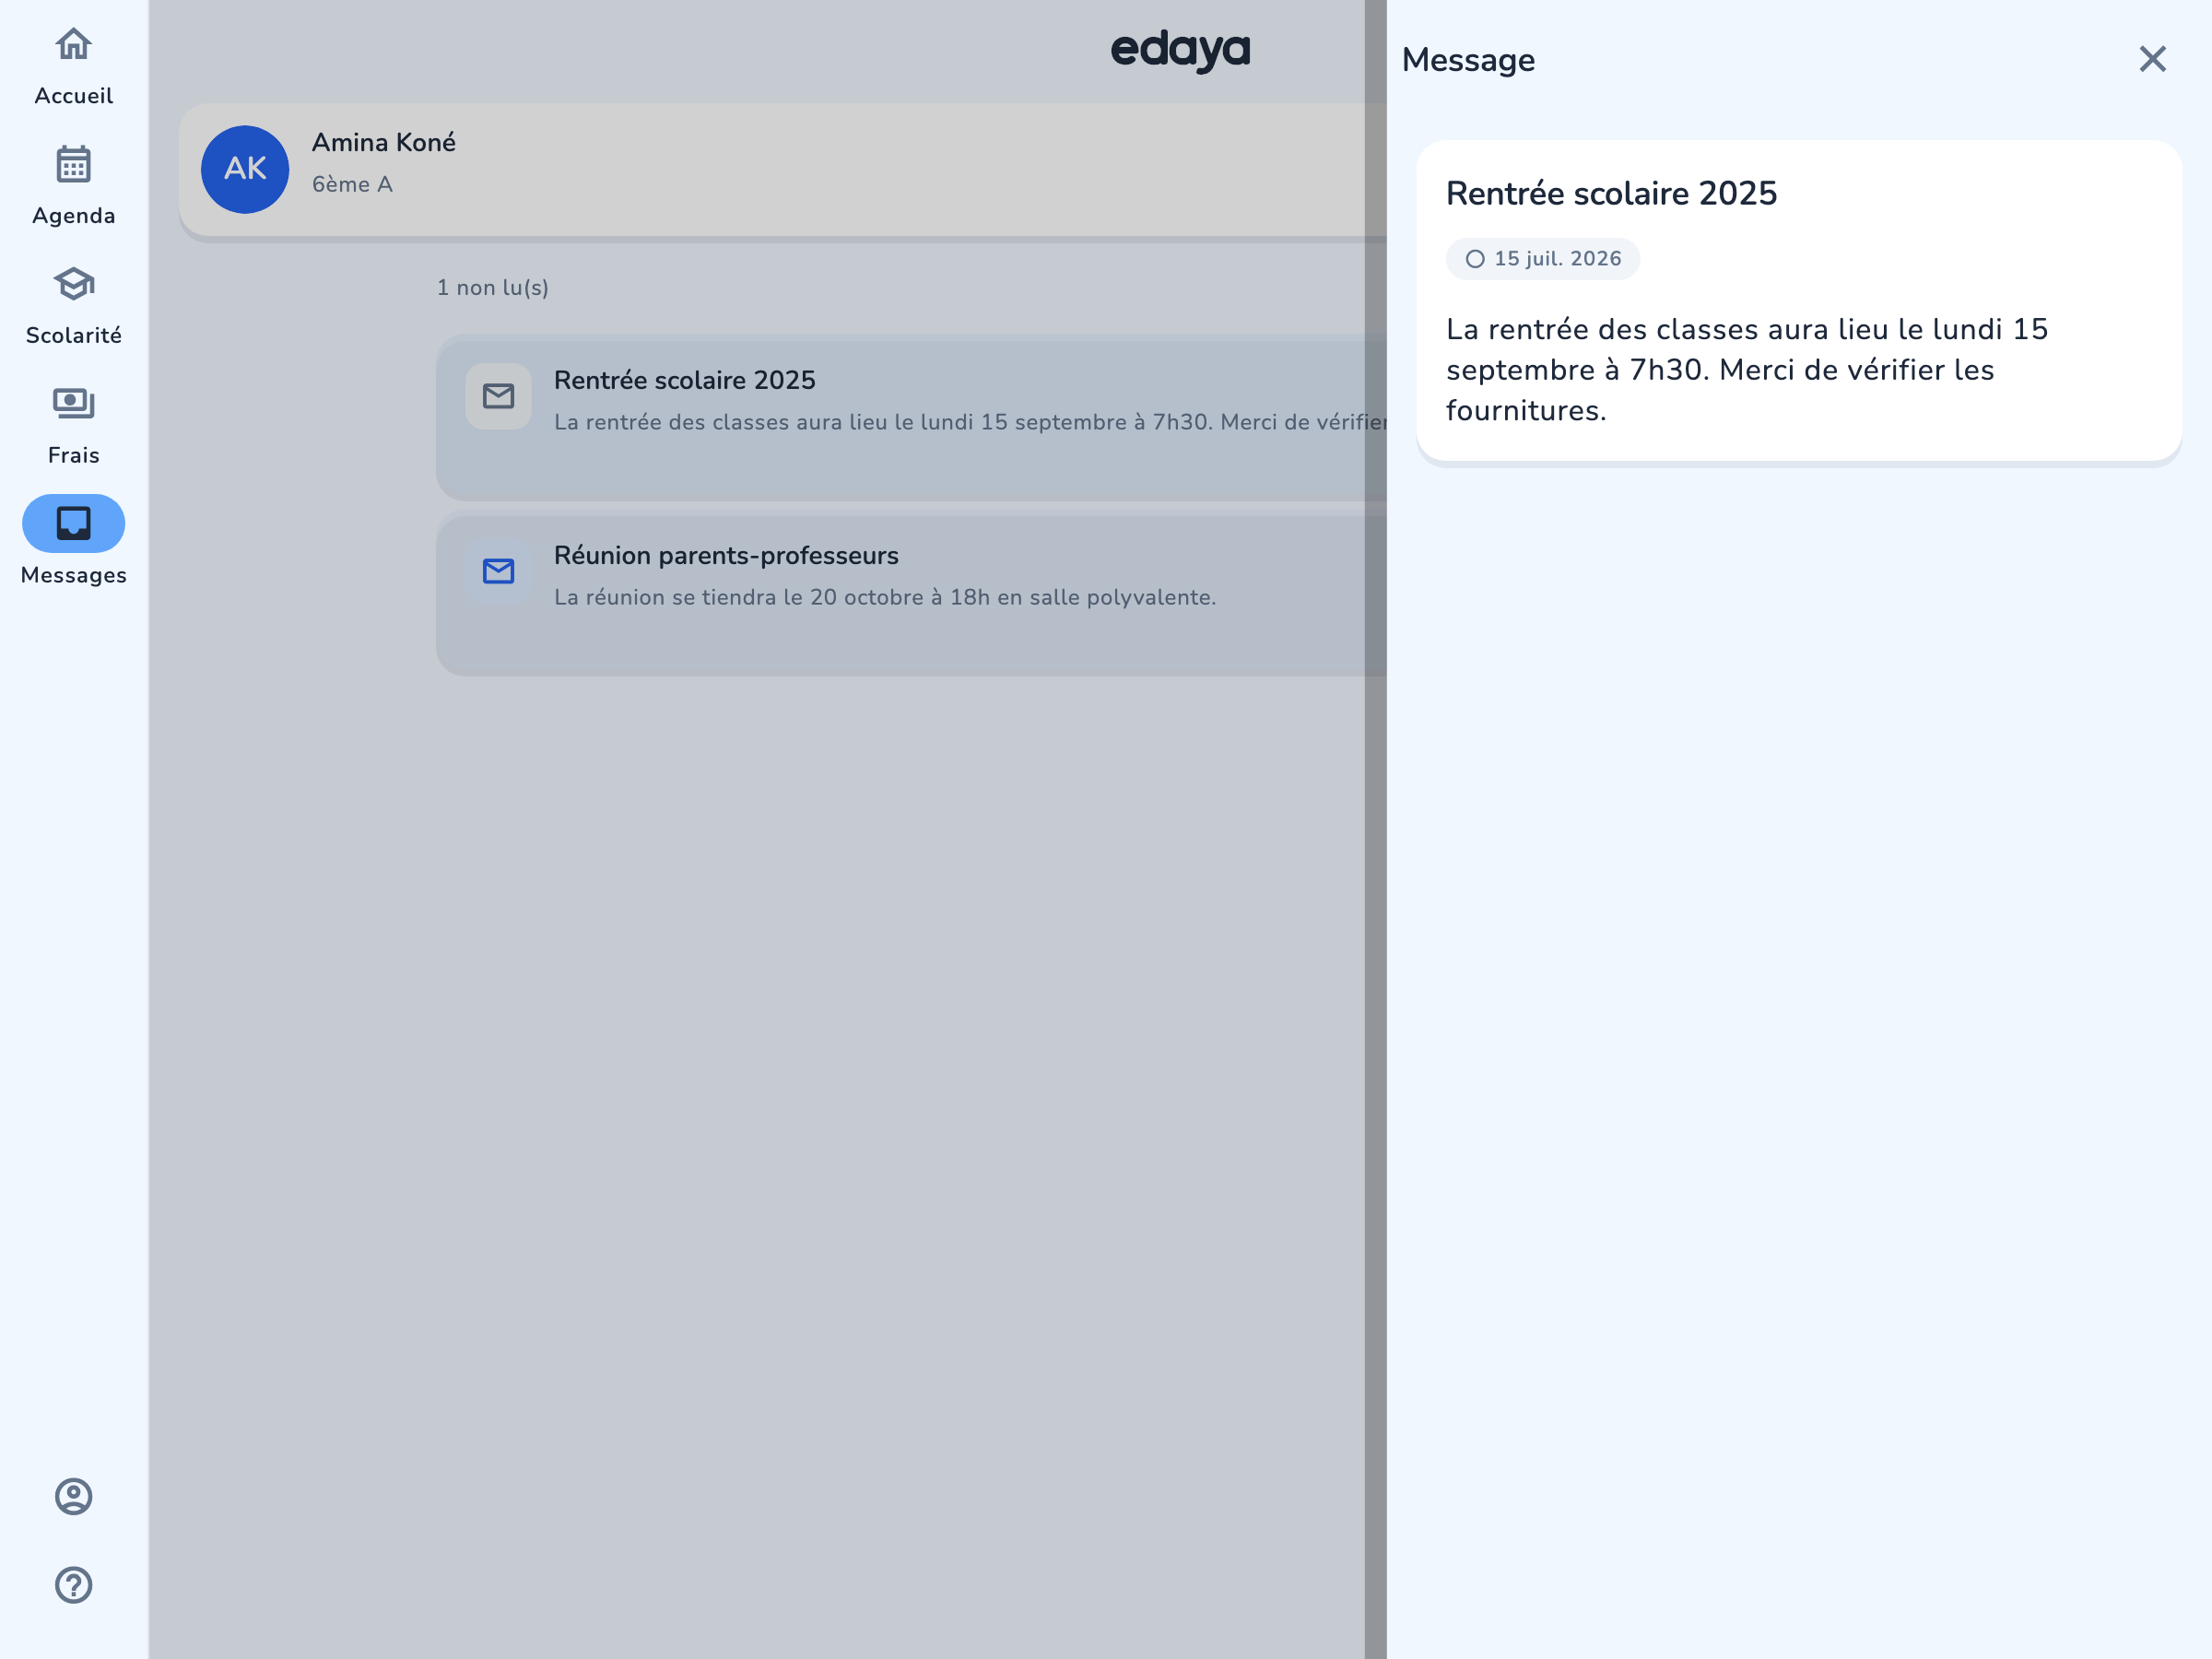 Accueil
Agenda
Scolarité
Frais
Messages
edaya
AK
Amina Koné
6ème A
1 non lu(s)
Rentrée scolaire 2025
La rentrée des classes aura lieu le lundi 15 septembre à 7h30. Merci de vérifier
Réunion parents-professeurs
La réunion se tiendra le 20 octobre à 18h en salle polyvalente.
Message
Rentrée scolaire 2025
15 juil. 2026
La rentrée des classes aura lieu le lundi 15
septembre à 7h30. Merci de vérifier les
fournitures.